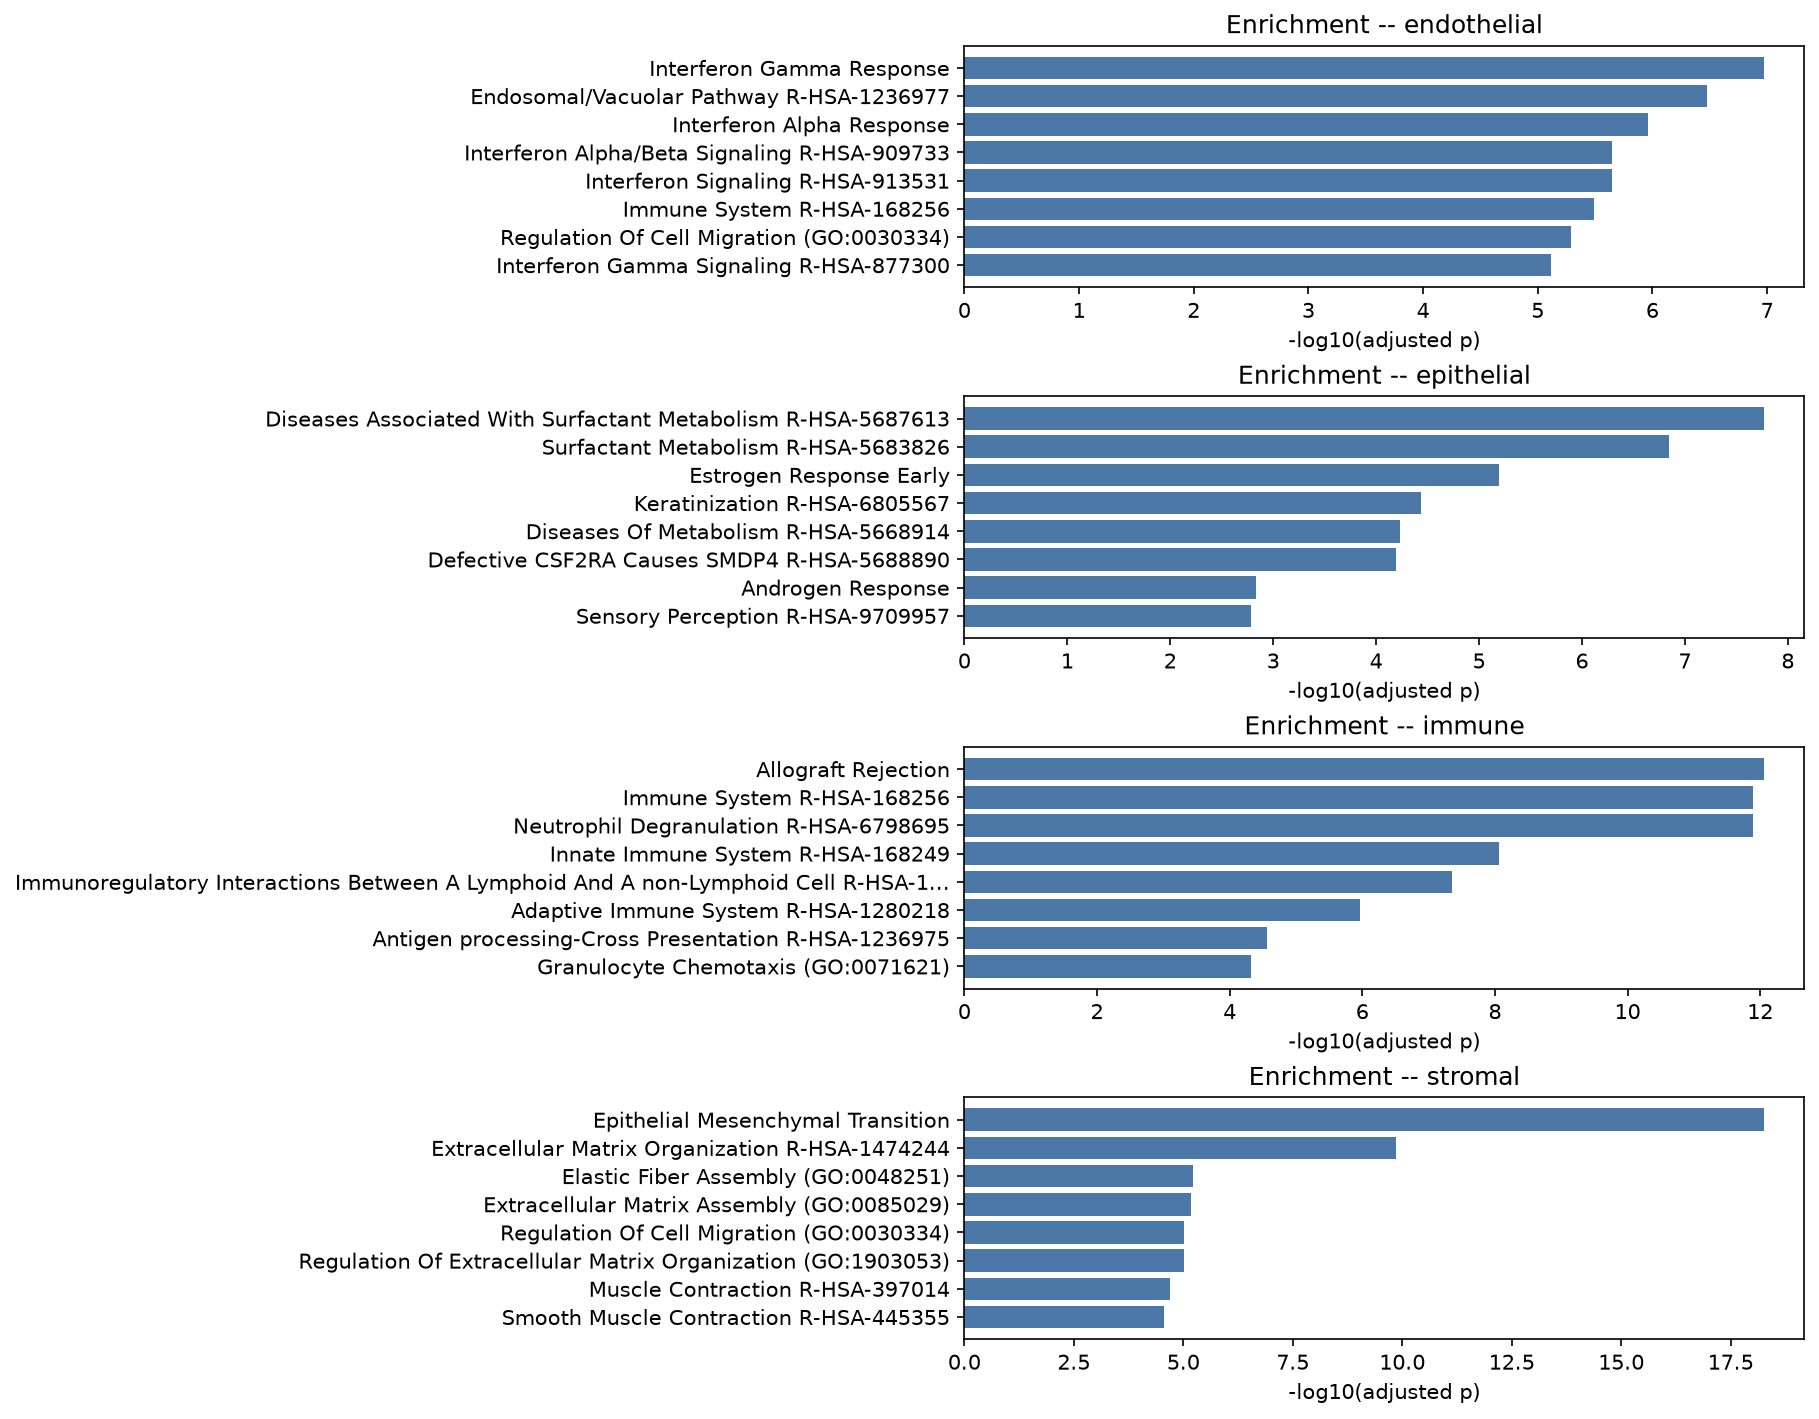 Enrichment -- endothelial
Interferon Gamma Response
Endosomal/Vacuolar Pathway R-HSA-1236977
Interferon Alpha Response
Interferon Alpha/Beta Signaling R-HSA-909733
Interferon Signaling R-HSA-913531
Immune System R-HSA-168256
Regulation Of Cell Migration (GO:0030334)
Interferon Gamma Signaling R-HSA-877300
0 1 2 3 4 5 6 7
-log10(adjusted p)
Enrichment -- epithelial
Diseases Associated With Surfactant Metabolism R-HSA-5687613
Surfactant Metabolism R-HSA-5683826
Estrogen Response Early
Keratinization R-HSA-6805567
Diseases Of Metabolism R-HSA-5668914
Defective CSF2RA Causes SMDP4 R-HSA-5688890
Androgen Response
Sensory Perception R-HSA-9709957
0 1 2 3 4 5 6 7 8
-log10(adjusted p)
Enrichment -- immune
Allograft Rejection
Immune System R-HSA-168256
Neutrophil Degranulation R-HSA-6798695
Innate Immune System R-HSA-168249
Immunoregulatory Interactions Between A Lymphoid And A non-Lymphoid Cell R-HSA-1...
Adaptive Immune System R-HSA-1280218
Antigen processing-Cross Presentation R-HSA-1236975
Granulocyte Chemotaxis (GO:0071621)
0 2 4 6 8 10 12
-log10(adjusted p)
Enrichment -- stromal
Epithelial Mesenchymal Transition
Extracellular Matrix Organization R-HSA-1474244
Elastic Fiber Assembly (GO:0048251)
Extracellular Matrix Assembly (GO:0085029)
Regulation Of Cell Migration (GO:0030334)
Regulation Of Extracellular Matrix Organization (GO:1903053)
Muscle Contraction R-HSA-397014
Smooth Muscle Contraction R-HSA-445355
0.0 2.5 5.0 7.5 10.0 12.5 15.0 17.5
-log10(adjusted p)